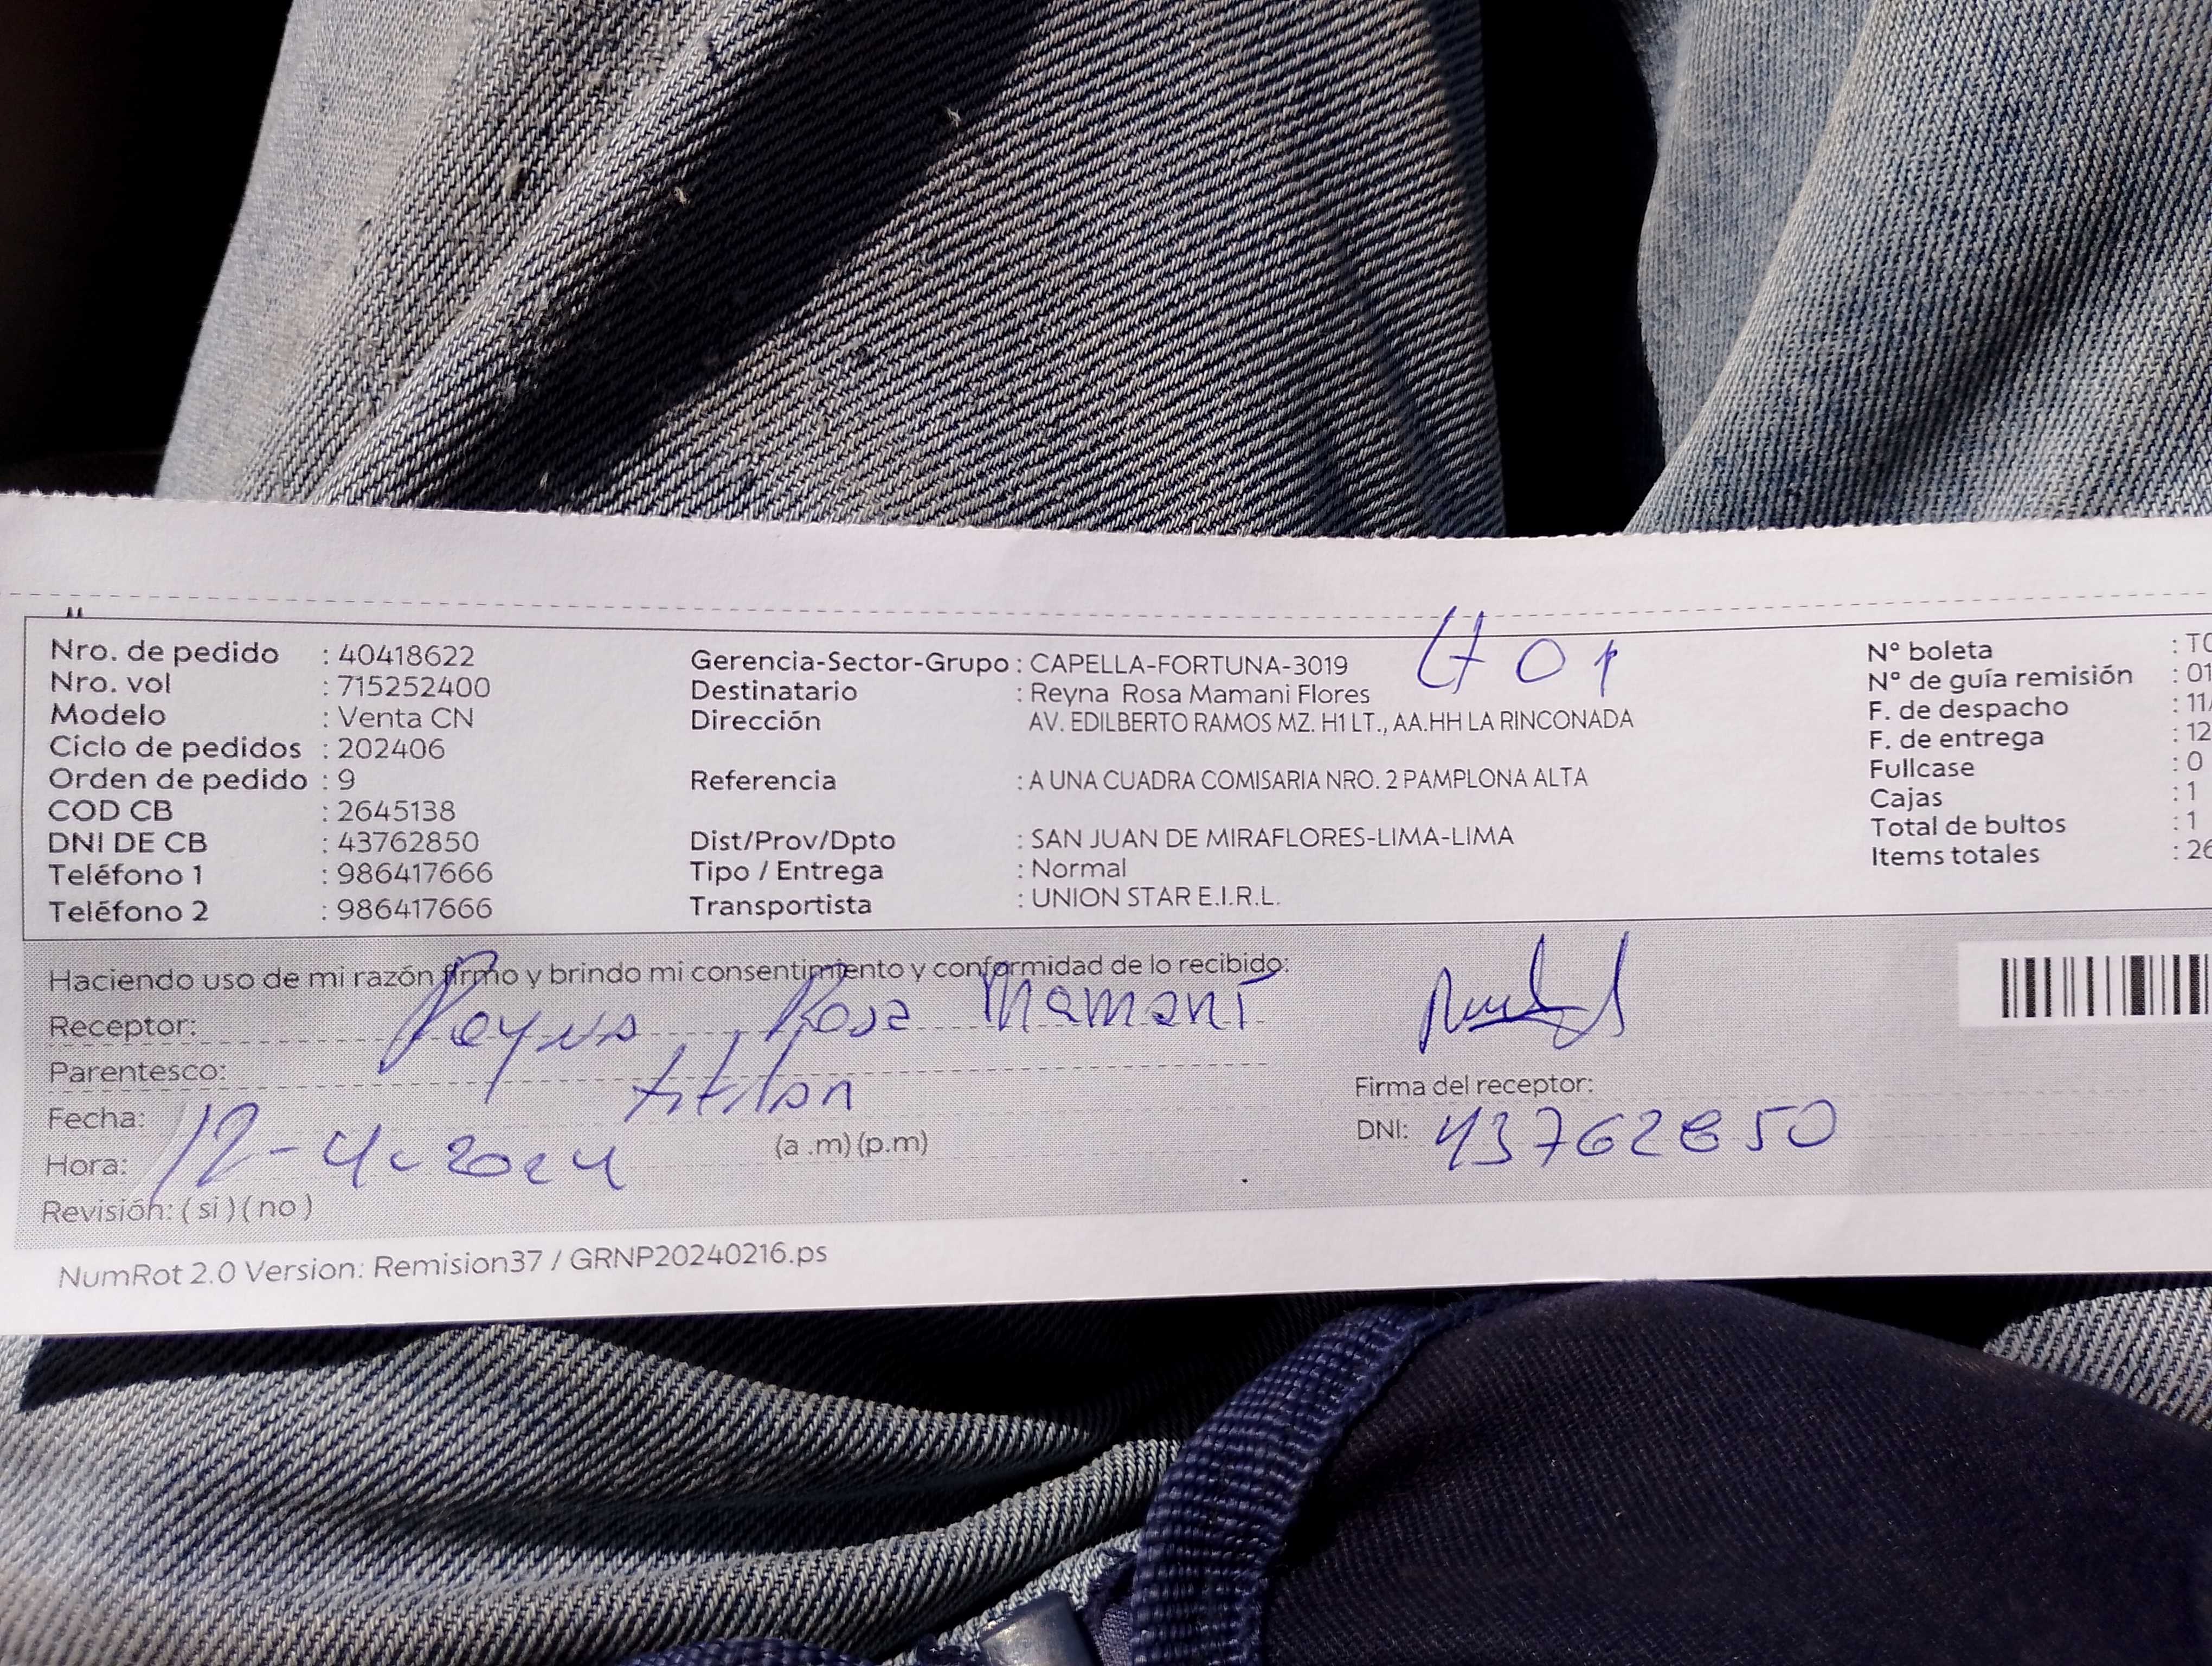 Nro. de pedido : 40418622
Nro. vol : 715252400
Modelo : Venta CN
Ciclo de pedidos : 202406
Orden de pedido : 9
COD CB : 2645138
DNI DE CB : 43762850
Teléfono 1 : 986417666
Teléfono 2 : 986417666
Gerencia-Sector-Grupo : CAPELLA-FORTUNA-3019
Destinatario : Reyna Rosa Mamani Flores
Dirección AV. EDILBERTO RAMOS MZ. H1 LT., AA.HH LA RINCONADA
Referencia : A UNA CUADRA COMISARIA NRO. 2 PAMPLONA ALTA
Dist/Prov/Dpto : SAN JUAN DE MIRAFLORES-LIMA-LIMA
Tipo / Entrega : Normal
Transportista : UNION STAR E.I.R.L.
N° boleta : TO
N° de guía remisión : 01
F. de despacho : 11/
F. de entrega : 12
Fullcase : 0
Cajas : 1
Total de bultos : 1
Items totales : 26
Haciendo uso de mi razón firmo y brindo mi consentimiento y conformidad de lo recibido:
Receptor: Reyna Rosa Mamani
Parentesco: titular
Fecha: 12-4-2024
Hora: (a .m) (p.m)
Revisión: ( si ) ( no )
Firma del receptor:
DNI: 43762850
NumRot 2.0 Version: Remision37 / GRNP20240216.ps